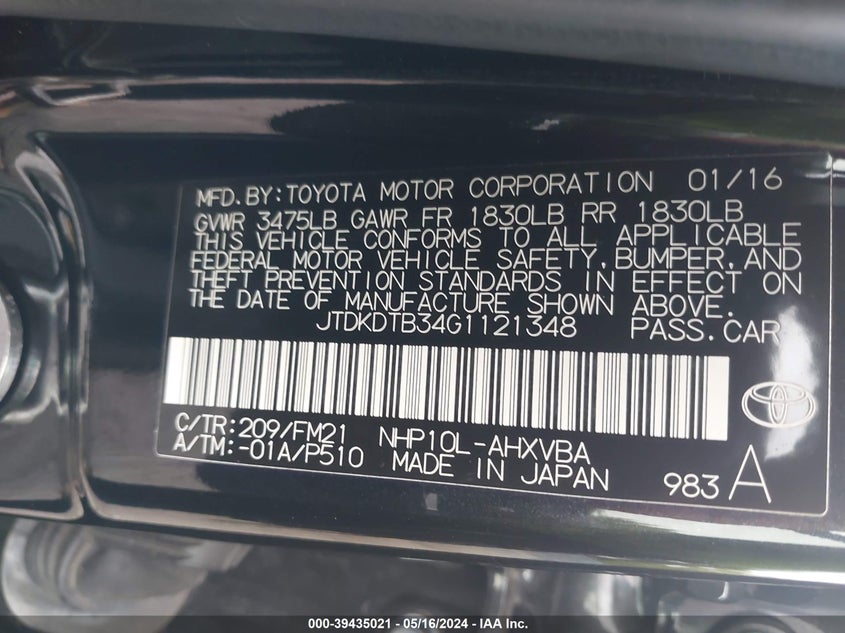 MFD.BY:TOYOTA MOTOR CORPORATION 01/16
GVWR 3475LB GAWR FR 1830LB RR 1830LB
THIS VEHICLE CONFORMS TO ALL APPLICABLE
FEDERAL MOTOR VEHICLE SAFETY,BUMPER,AND
THEFT PREVENTION STANDARDS IN EFFECT ON
THE DATE OF MANUFACTURE SHOWN ABOVE.
JTDKDTB34G1121348 PASS.CAR
C/TR:209/FM21 NHP10L-AHXVBA
A/TM:-01A/P510 MADE IN JAPAN 983 A
000-39435021 - 05/16/2024 - IAA Inc.